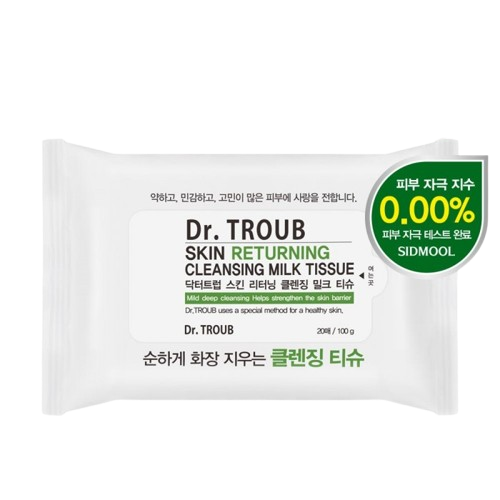 약하고, 민감하고, 고민이 많은 피부에 사랑을 전합니다.
Dr. TROUB
SKIN RETURNING
CLEANSING MILK TISSUE
닥터트럽 스킨 리터닝 클렌징 밀크 티슈
Mild deep cleansing Helps strengthen the skin barrier
Dr.TROUB uses a special method for a healthy skin.
Dr. TROUB
20매 / 100 g
여는곳
순하게 화장 지우는 클렌징 티슈
피부 자극 지수
0.00%
피부 자극 테스트 완료
SIDMOOL